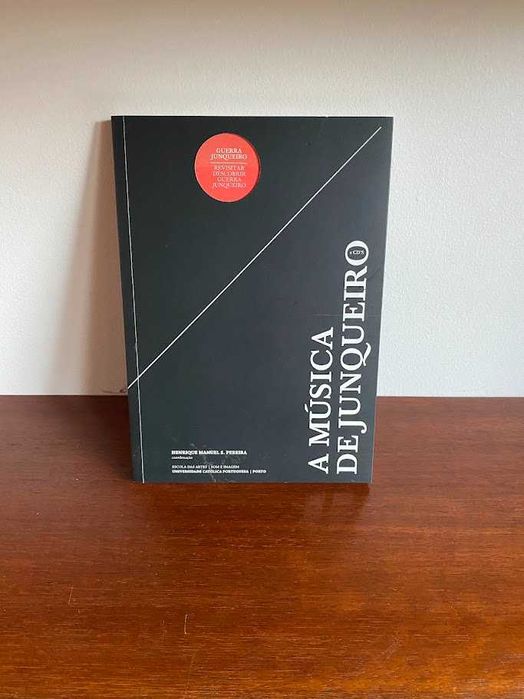 GUERRA
JUNQUEIRO
REVISITAR
DESCOBRIR
GUERRA
JUNQUEIRO
A MÚSICA
DE JUNQUEIRO
CD'S
HENRIQUE MANUEL S. PEREIRA
coordenação
ESCOLA DAS ARTES | SOM E IMAGEM
UNIVERSIDADE CATÓLICA PORTUGUESA | PORTO